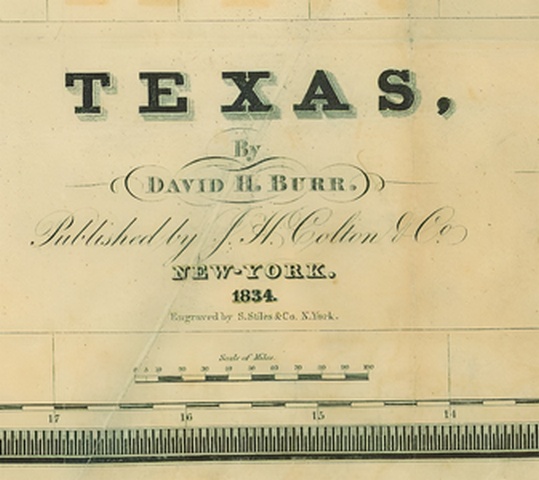 TEXAS,
By
DAVID H. BURR.
Published by J. H. Colton & Co
NEW-YORK.
1834.
Engraved by S. Stiles & Co. N. York.
Scale of Miles.
17 16 15 14